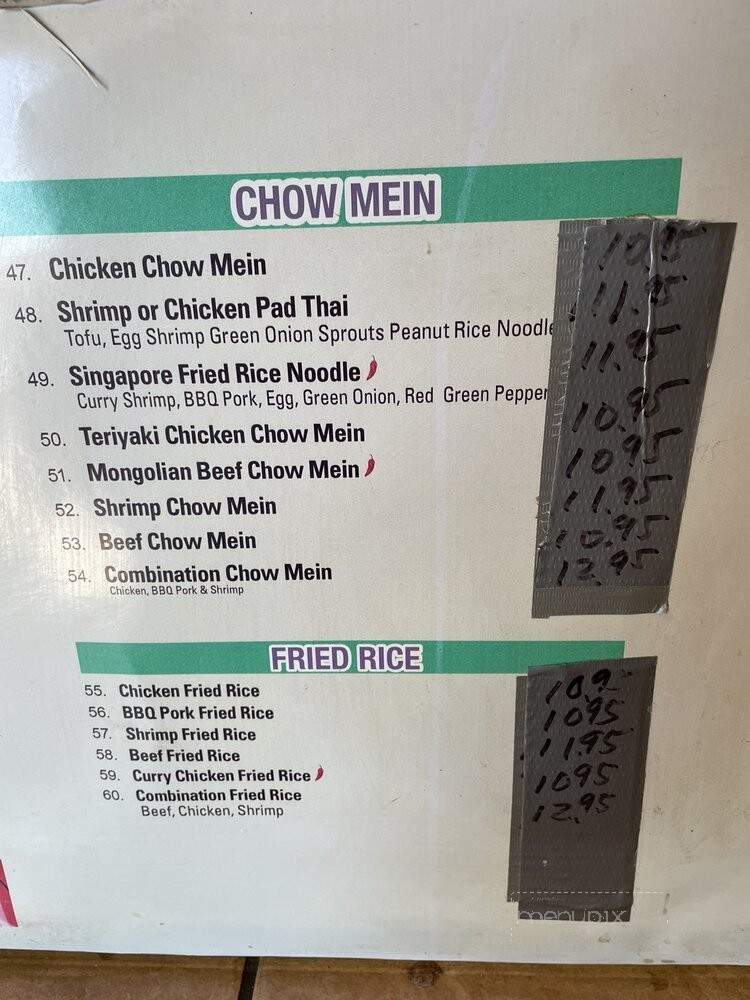 CHOW MEIN
47. Chicken Chow Mein 10.95
48. Shrimp or Chicken Pad Thai 11.95
Tofu, Egg Shrimp Green Onion Sprouts Peanut Rice Noodle
49. Singapore Fried Rice Noodle 11.95
Curry Shrimp, BBQ Pork, Egg, Green Onion, Red Green Pepper
50. Teriyaki Chicken Chow Mein 10.95
51. Mongolian Beef Chow Mein 1095
52. Shrimp Chow Mein 11.95
53. Beef Chow Mein 10.95
54. Combination Chow Mein 12.95
Chicken, BBQ Pork & Shrimp
FRIED RICE
55. Chicken Fried Rice 10.9
56. BBQ Pork Fried Rice 1095
57. Shrimp Fried Rice 11.95
58. Beef Fried Rice 1095
59. Curry Chicken Fried Rice 12.95
60. Combination Fried Rice
Beef, Chicken, Shrimp
menupix